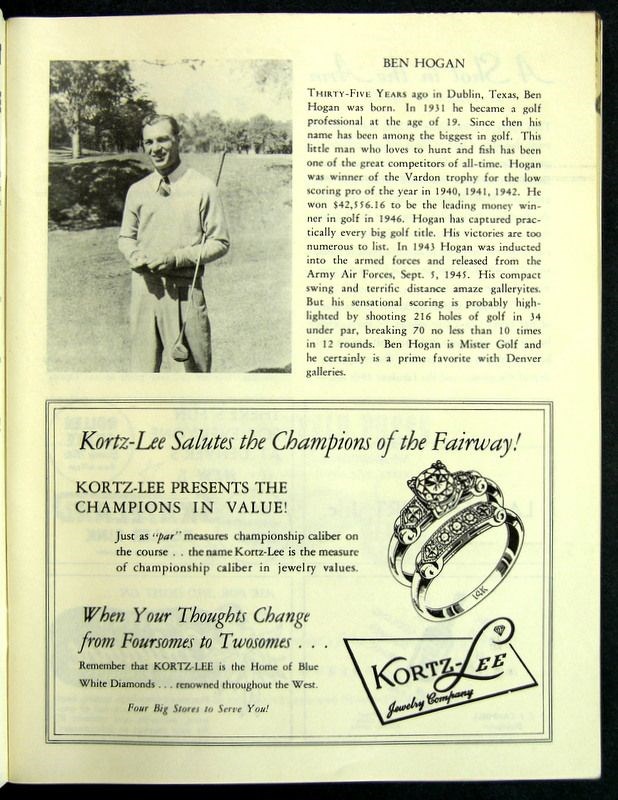 BEN HOGAN
THIRTY-FIVE YEARS ago in Dublin, Texas, Ben
Hogan was born. In 1931 he became a golf
professional at the age of 19. Since then his
name has been among the biggest in golf. This
little man who loves to hunt and fish has been
one of the great competitors of all-time. Hogan
was winner of the Vardon trophy for the low
scoring pro of the year in 1940, 1941, 1942. He
won $42,556.16 to be the leading money win-
ner in golf in 1946. Hogan has captured prac-
tically every big golf title. His victories are too
numerous to list. In 1943 Hogan was inducted
into the armed forces and released from the
Army Air Forces, Sept. 5, 1945. His compact
swing and terrific distance amaze galleryites.
But his sensational scoring is probably high-
lighted by shooting 216 holes of golf in 34
under par, breaking 70 no less than 10 times
in 12 rounds. Ben Hogan is Mister Golf and
he certainly is a prime favorite with Denver
galleries.
Kortz-Lee Salutes the Champions of the Fairway!
KORTZ-LEE PRESENTS THE
CHAMPIONS IN VALUE!
Just as "par" measures championship caliber on
the course . . the name Kortz-Lee is the measure
of championship caliber in jewelry values.
When Your Thoughts Change
from Foursomes to Twosomes . . .
Remember that KORTZ-LEE is the Home of Blue
White Diamonds . . . renowned throughout the West.
Four Big Stores to Serve You!
14K
KORTZ-LEE
Jewelry Company